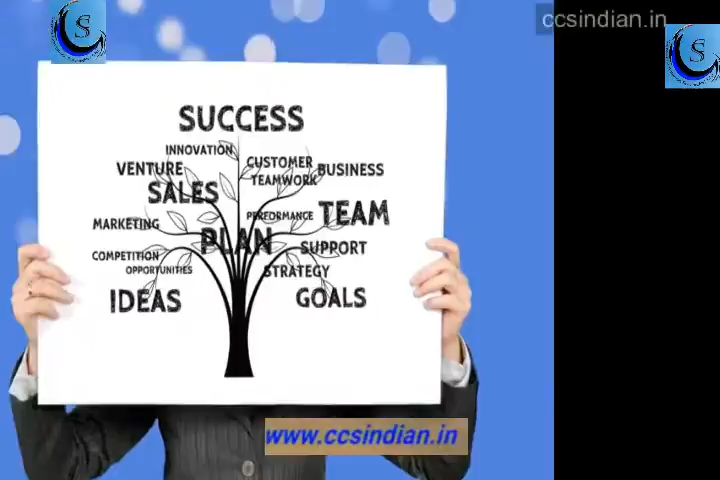 ccsindian.in
S
S
SUCCESS
INNOVATION
VENTURE
CUSTOMER
BUSINESS
TEAMWORK
SALES
PERFORMANCE
TEAM
MARKETING
PLAN
SUPPORT
COMPETITION
OPPORTUNITIES
STRATEGY
IDEAS
GOALS
www.ccsindian.in